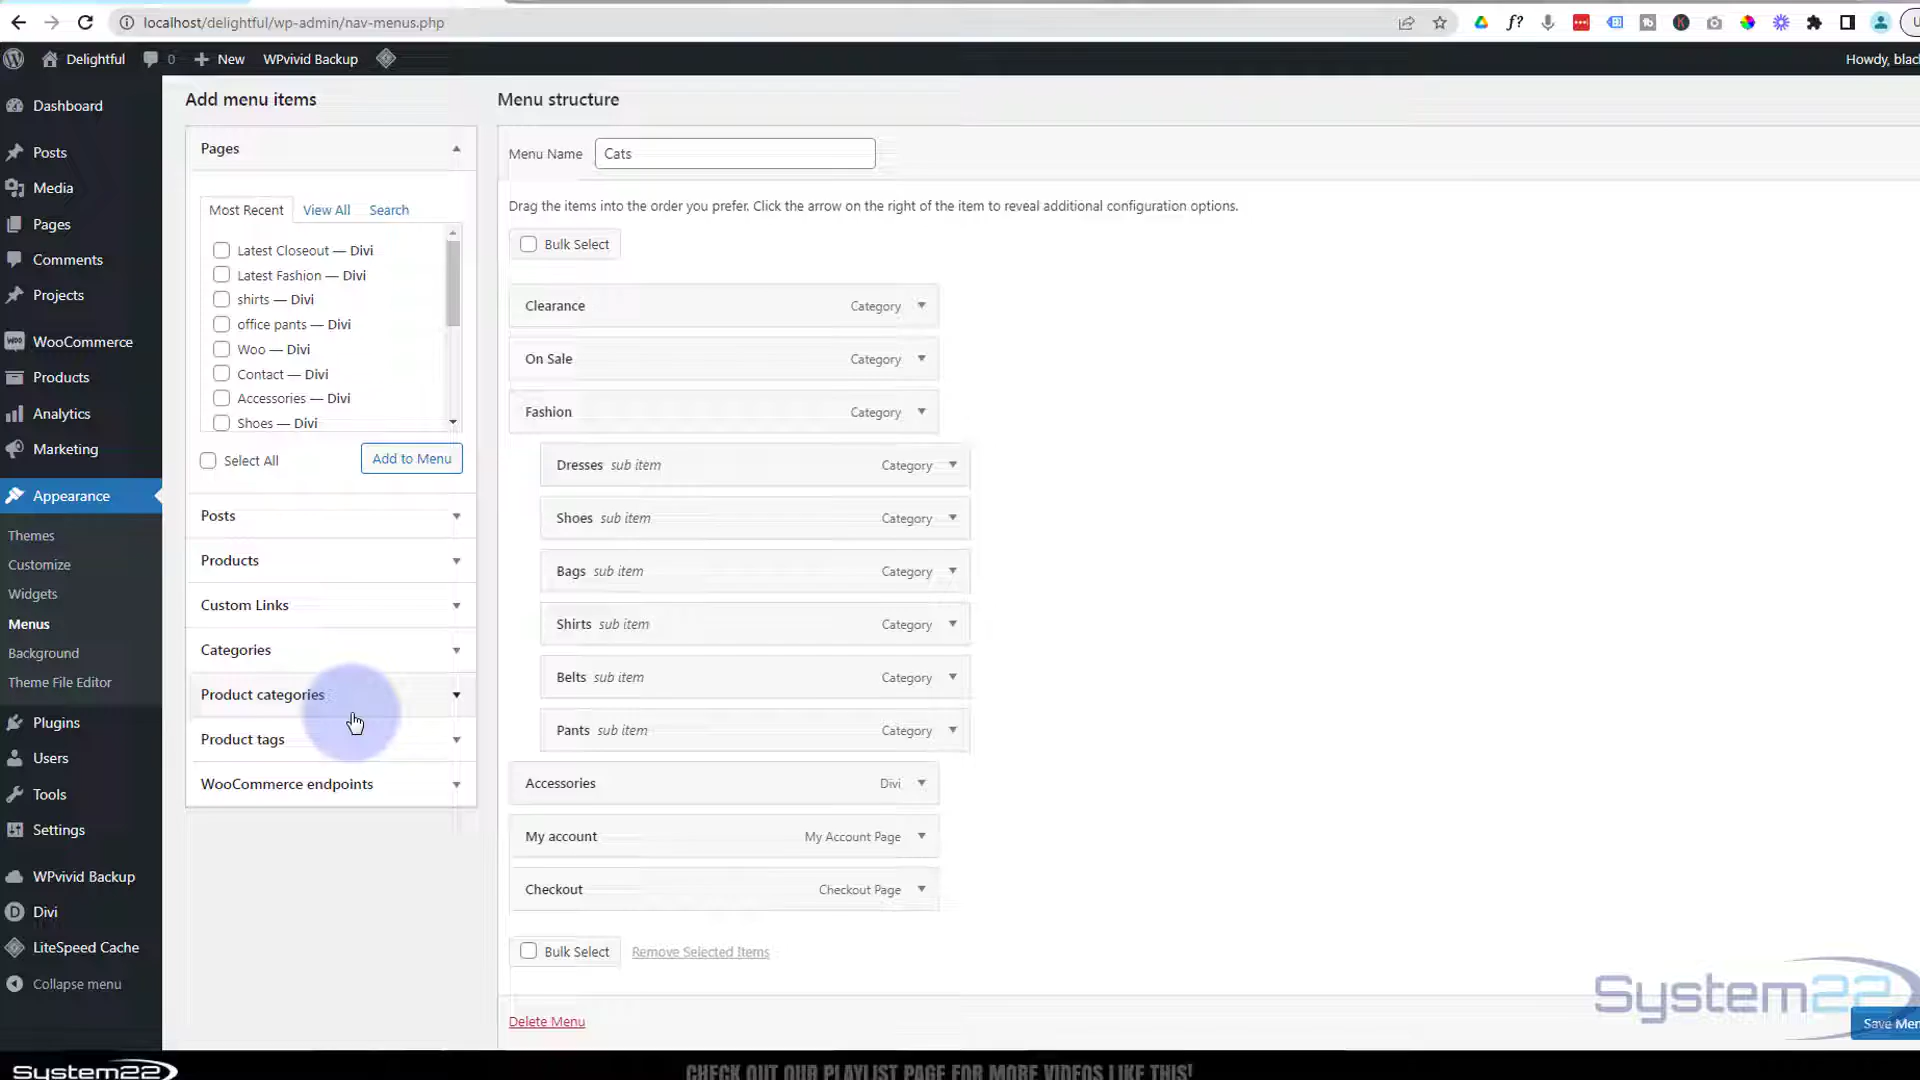 localhost/delightful/wp-admin/nav-menus.php
Delightful 0 New WPvivid Backup Howdy, blac
Dashboard
Posts
Media
Pages
Comments
Projects
WooCommerce
Products
Analytics
Marketing
Appearance
Themes
Customize
Widgets
Menus
Background
Theme File Editor
Plugins
Users
Tools
Settings
WPvivid Backup
Divi
LiteSpeed Cache
Collapse menu
Add menu items
Pages
Most Recent View All Search
Latest Closeout — Divi
Latest Fashion — Divi
shirts — Divi
office pants — Divi
Woo — Divi
Contact — Divi
Accessories — Divi
Shoes — Divi
Select All Add to Menu
Posts
Products
Custom Links
Categories
Product categories
Product tags
WooCommerce endpoints
Menu structure
Menu Name Cats
Drag the items into the order you prefer. Click the arrow on the right of the item to reveal additional configuration options.
Bulk Select
Clearance Category
On Sale Category
Fashion Category
Dresses sub item Category
Shoes sub item Category
Bags sub item Category
Shirts sub item Category
Belts sub item Category
Pants sub item Category
Accessories Divi
My account My Account Page
Checkout Checkout Page
Bulk Select Remove Selected Items
Delete Menu
System22
Save Men
System22
CHECK OUT OUR PLAYLIST PAGE FOR MORE VIDEOS LIKE THIS!